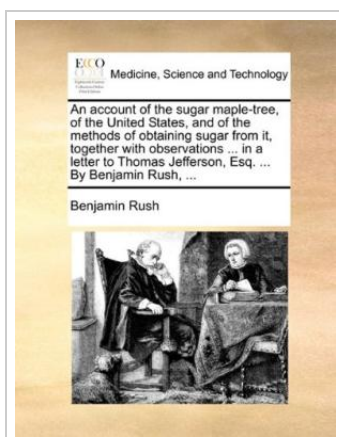 ECCO
Medicine, Science and Technology
An account of the sugar maple-tree,
of the United States, and of the
methods of obtaining sugar from it,
together with observations ... in a
letter to Thomas Jefferson, Esq. ...
By Benjamin Rush, ...
Benjamin Rush